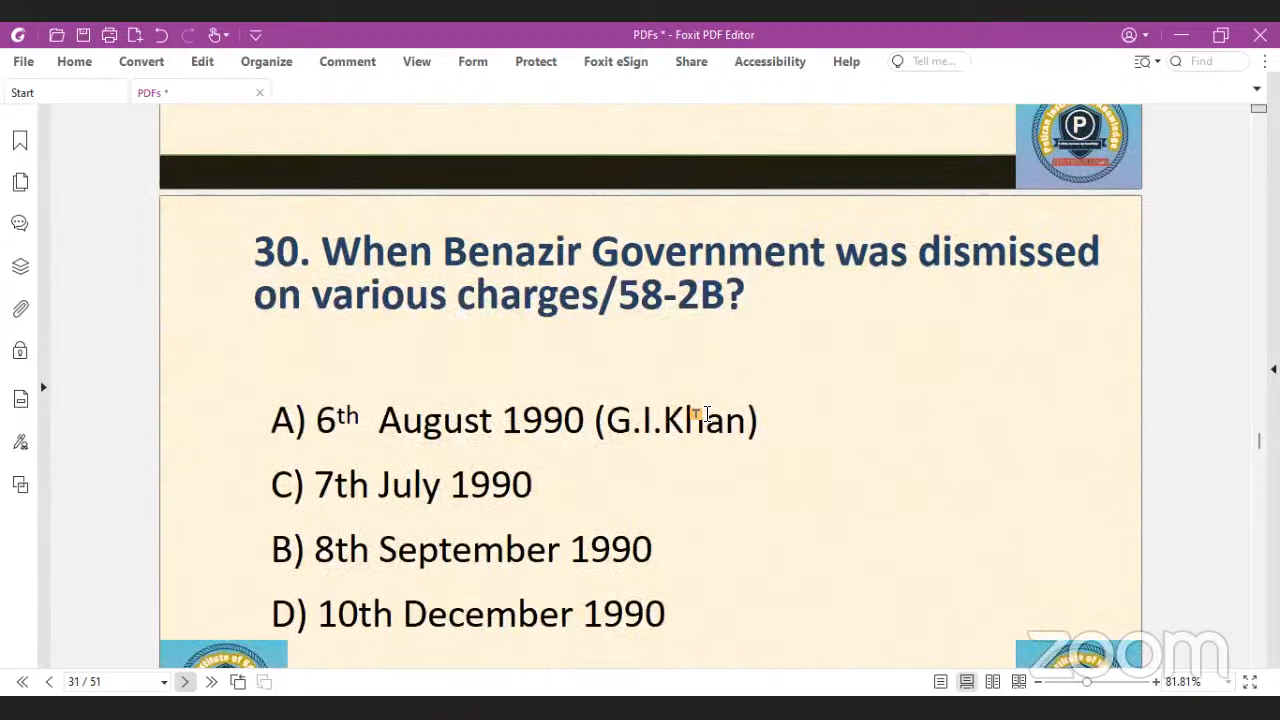 PDFs * - Foxit PDF Editor
File Home Convert Edit Organize Comment View Form Protect Foxit eSign Share Accessibility Help Tell me... Find
Start PDFs *
P
30. When Benazir Government was dismissed
on various charges/58-2B?
A) 6th August 1990 (G.I.Khan)
C) 7th July 1990
B) 8th September 1990
D) 10th December 1990
zoom
31 / 51 81.81%